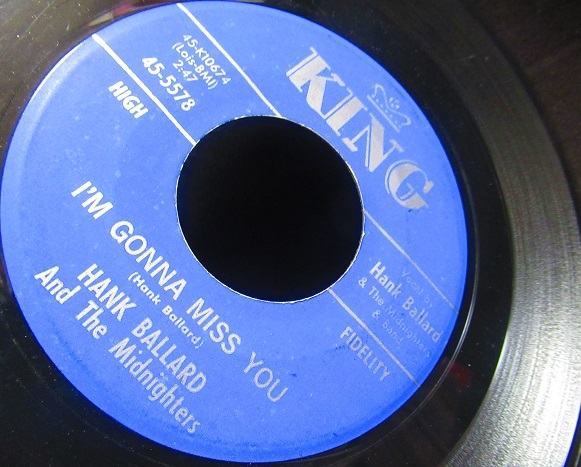 KING
45-K10674
(Lois-BMI)
2:47
45-5578
Vocal by
Hank Ballard
& The Midnighters
& Band
HIGH FIDELITY
I'M GONNA MISS YOU
(Hank Ballard)
HANK BALLARD
And The Midnighters